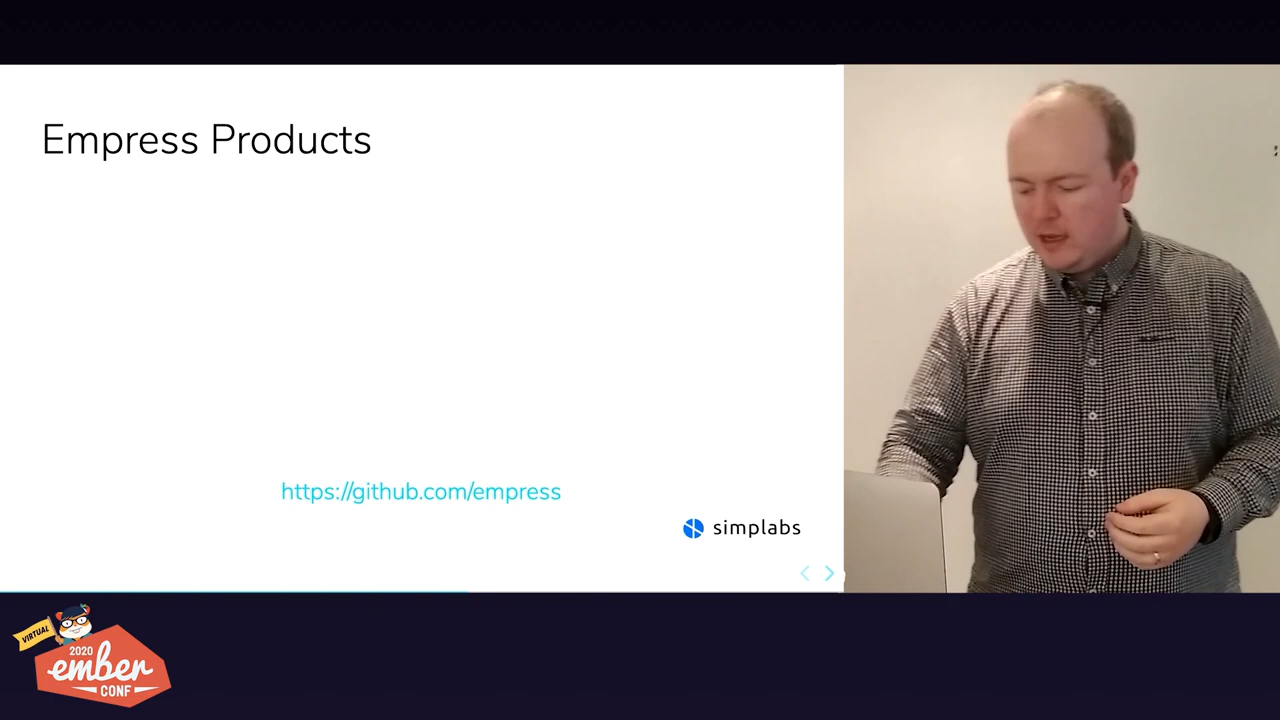 Empress Products
https://github.com/empress
simplabs
VIRTUAL
2020
ember
CONF